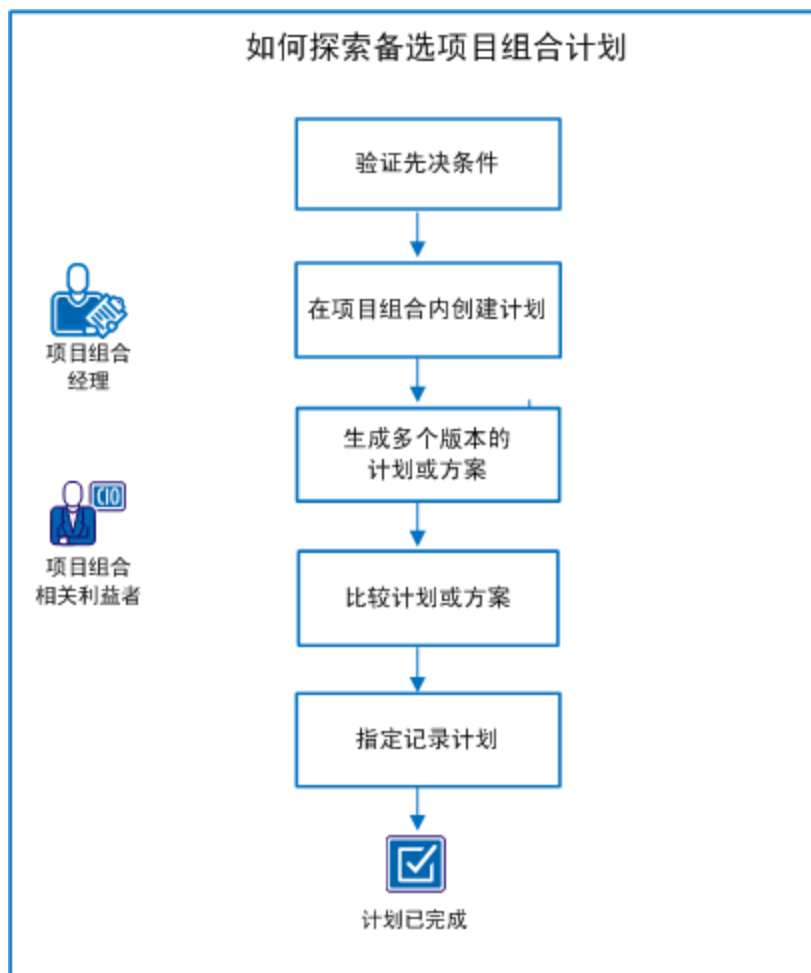 如何探索备选项目组合计划
验证先决条件
在项目组合内创建计划
项目组合
经理
生成多个版本的
计划或方案
CIO
项目组合
相关利益者
比较计划或方案
指定记录计划
计划已完成